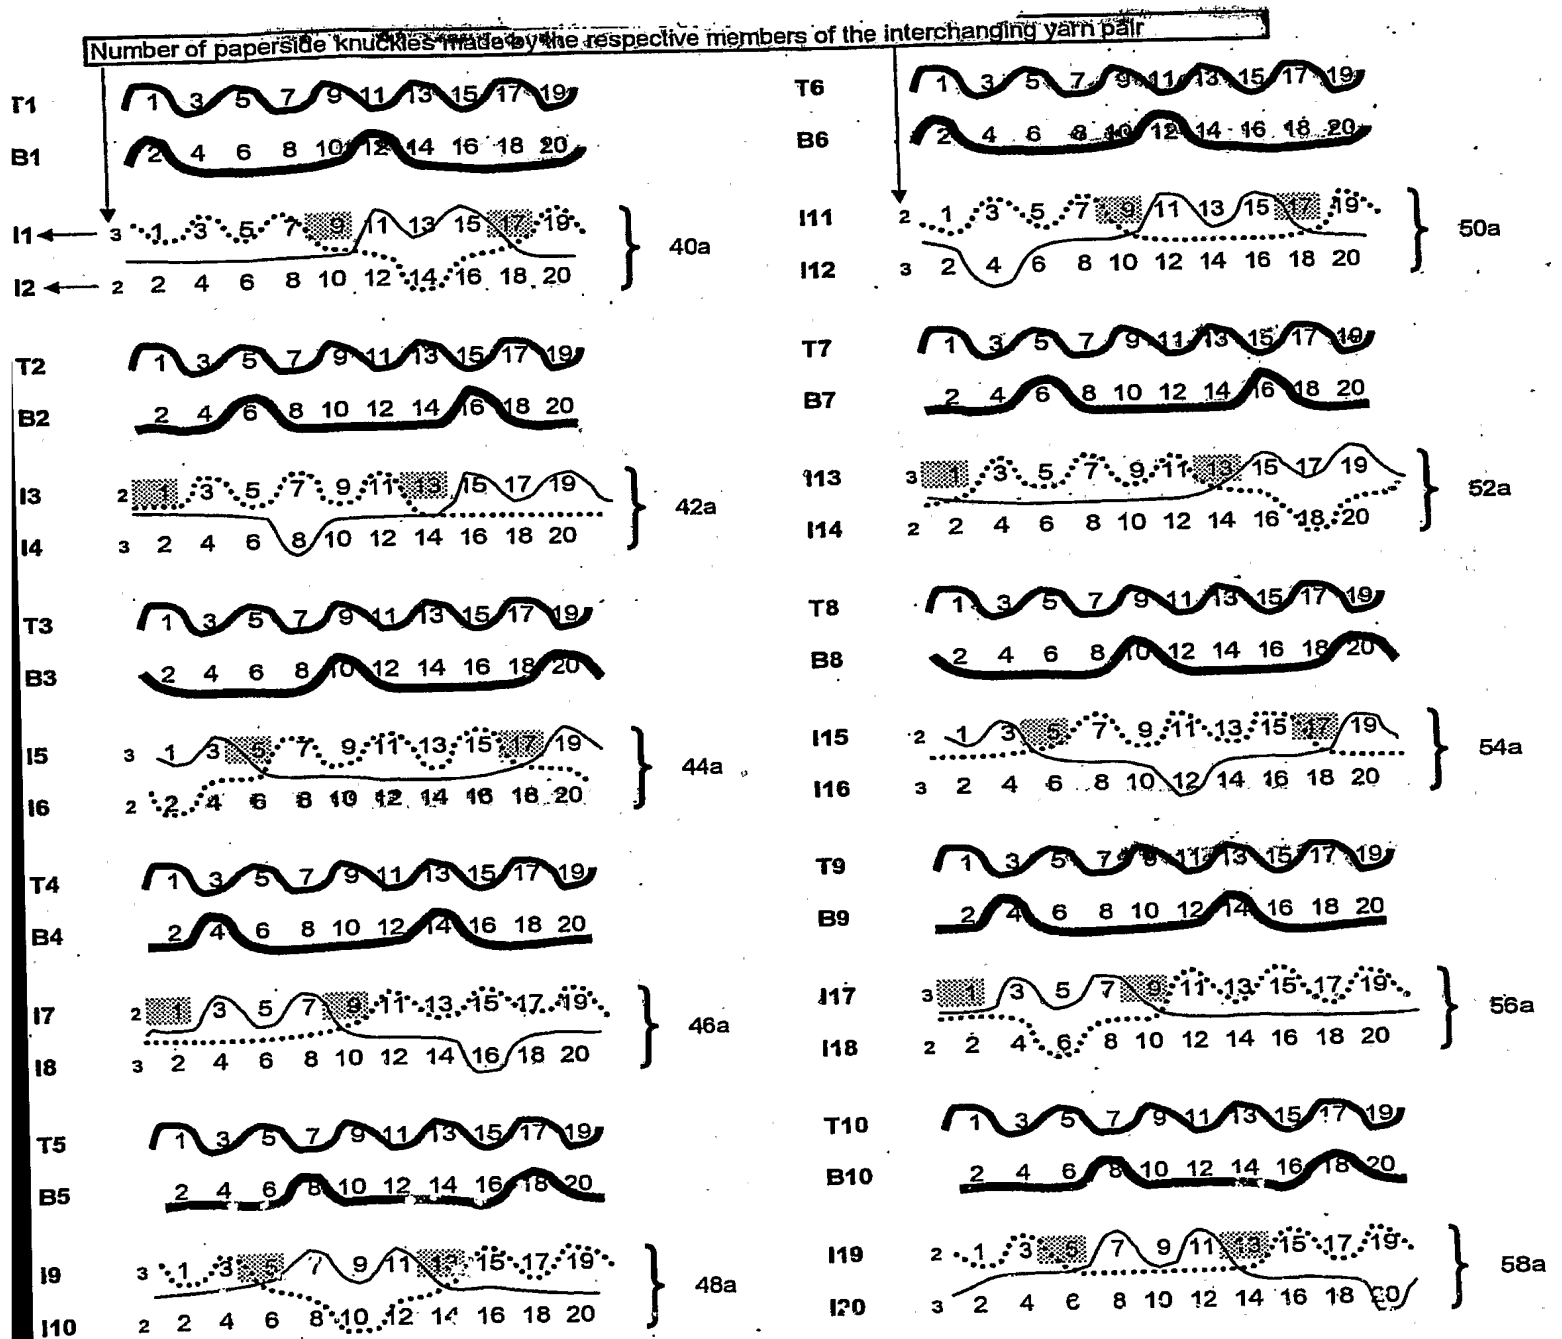 Number of paperside knuckles made by the respective members of the interchanging yarn pair
T1 1 3 5 7 9 11 13 15 17 19
B1 2 4 6 8 10 12 14 16 18 20
I1 3 1 3 5 7 9 11 13 15 17 19
40a
I2 2 2 4 6 8 10 12 14 16 18 20
T2 1 3 5 7 9 11 13 15 17 19
B2 2 4 6 8 10 12 14 16 18 20
I3 2 1 3 5 7 9 11 13 15 17 19
42a
I4 3 2 4 6 8 10 12 14 16 18 20
T3 1 3 5 7 9 11 13 15 17 19
B3 2 4 6 8 10 12 14 16 18 20
I5 3 1 3 5 7 9 11 13 15 17 19
44a
I6 2 2 4 6 8 10 12 14 16 18 20
T4 1 3 5 7 9 11 13 15 17 19
B4 2 4 6 8 10 12 14 16 18 20
I7 2 1 3 5 7 9 11 13 15 17 19
46a
I8 3 2 4 6 8 10 12 14 16 18 20
T5 1 3 5 7 9 11 13 15 17 19
B5 2 4 6 8 10 12 14 16 18 20
I9 3 1 3 5 7 9 11 13 15 17 19
48a
I10 2 2 4 6 8 10 12 14 16 18 20
T6 1 3 5 7 9 11 13 15 17 19
B6 2 4 6 8 10 12 14 16 18 20
I11 2 1 3 5 7 9 11 13 15 17 19
50a
I12 3 2 4 6 8 10 12 14 16 18 20
T7 1 3 5 7 9 11 13 15 17 19
B7 2 4 6 8 10 12 14 16 18 20
I13 3 1 3 5 7 9 11 13 15 17 19
52a
I14 2 2 4 6 8 10 12 14 16 18 20
T8 1 3 5 7 9 11 13 15 17 19
B8 2 4 6 8 10 12 14 16 18 20
I15 2 1 3 5 7 9 11 13 15 17 19
54a
I16 3 2 4 6 8 10 12 14 16 18 20
T9 1 3 5 7 9 11 13 15 17 19
B9 2 4 6 8 10 12 14 16 18 20
I17 3 1 3 5 7 9 11 13 15 17 19
56a
I18 2 2 4 6 8 10 12 14 16 18 20
T10 1 3 5 7 9 11 13 15 17 19
B10 2 4 6 8 10 12 14 16 18 20
I19 2 1 3 5 7 9 11 13 15 17 19
58a
I20 3 2 4 6 8 10 12 14 16 18 20